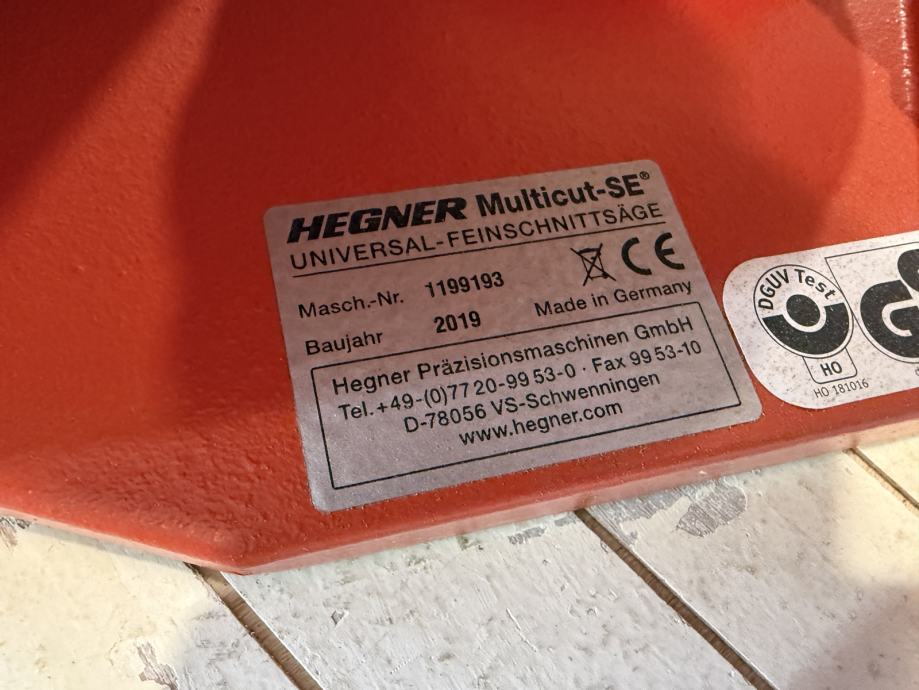 HEGNER Multicut-SE®
UNIVERSAL-FEINSCHNITTSÄGE
CE
Masch.-Nr. 1199193
Baujahr 2019 Made in Germany
Hegner Präzisionsmaschinen GmbH
Tel.+49-(0)77 20-99 53-0 · Fax 99 53-10
D-78056 VS-Schwenningen
www.hegner.com
DGUV Test
HO
HO 181016